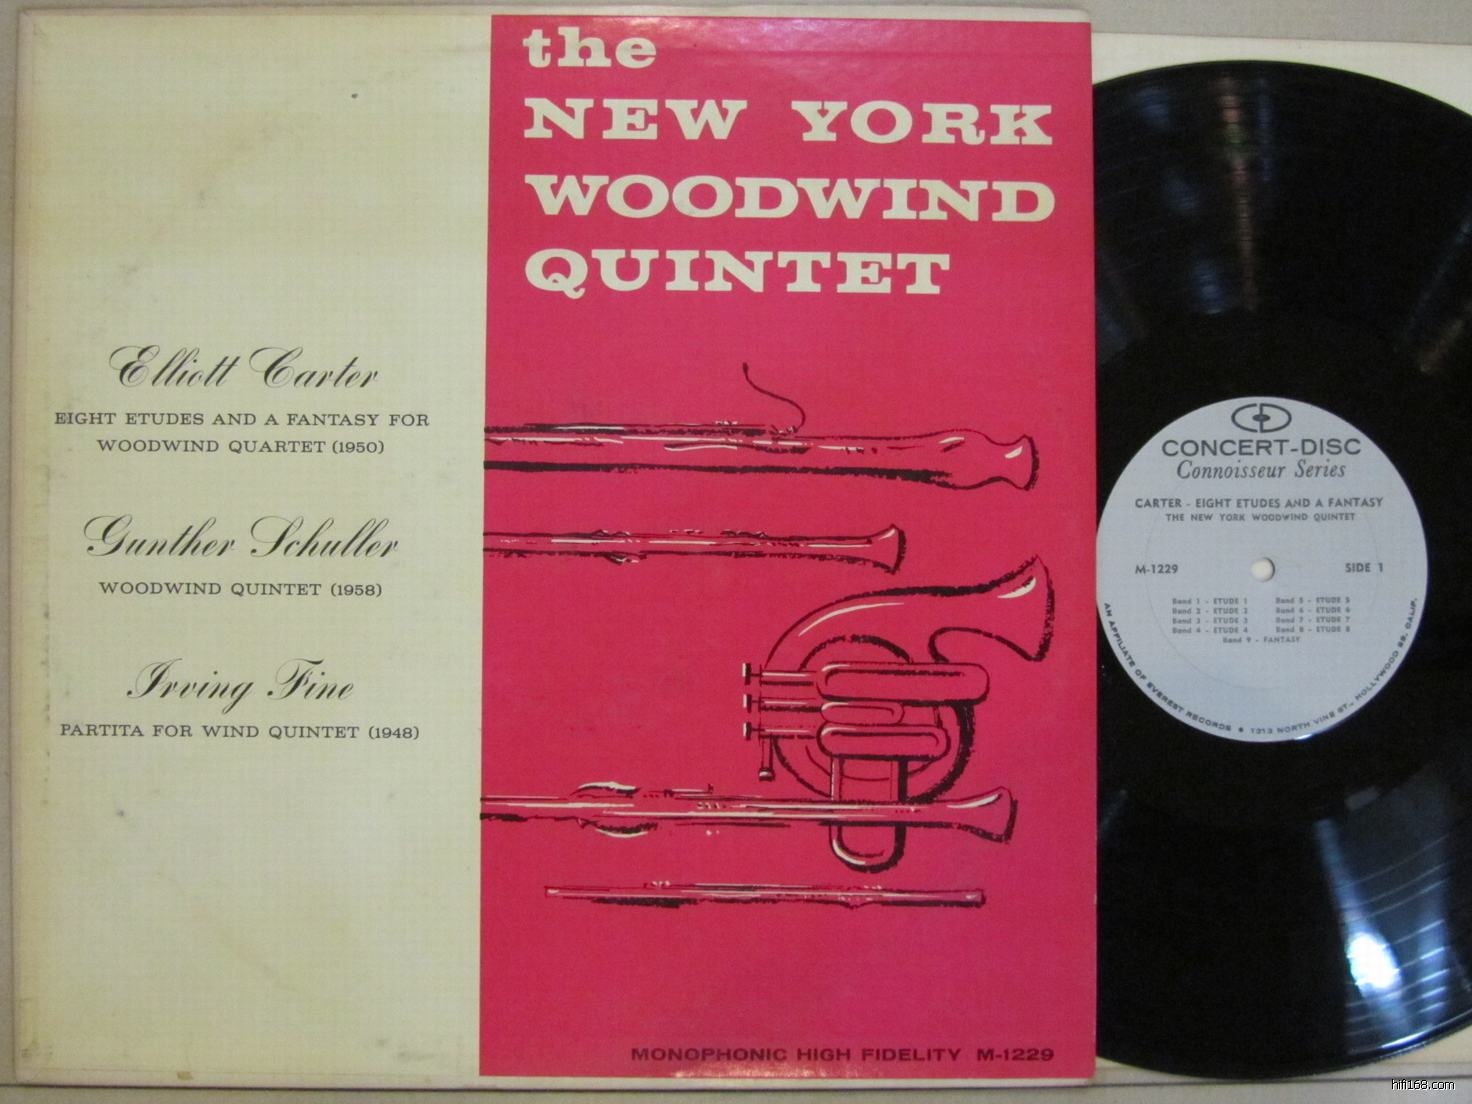 the
NEW YORK
WOODWIND
QUINTET
Elliott Carter
EIGHT ETUDES AND A FANTASY FOR
WOODWIND QUARTET (1950)
Gunther Schuller
WOODWIND QUINTET (1958)
Irving Fine
PARTITA FOR WIND QUINTET (1948)
MONOPHONIC HIGH FIDELITY M-1229
CD
CONCERT-DISC
Connoisseur Series
CARTER - EIGHT ETUDES AND A FANTASY
THE NEW YORK WOODWIND QUINTET
M-1229 SIDE 1
Band 1 - ETUDE 1 Band 5 - ETUDE 5
Band 2 - ETUDE 2 Band 6 - ETUDE 6
Band 3 - ETUDE 3 Band 7 - ETUDE 7
Band 4 - ETUDE 4 Band 8 - ETUDE 8
Band 9 - FANTASY
AN AFFILIATE OF EVEREST RECORDS • 1313 NORTH VINE ST., HOLLYWOOD 28, CALIF.
hifi168.com